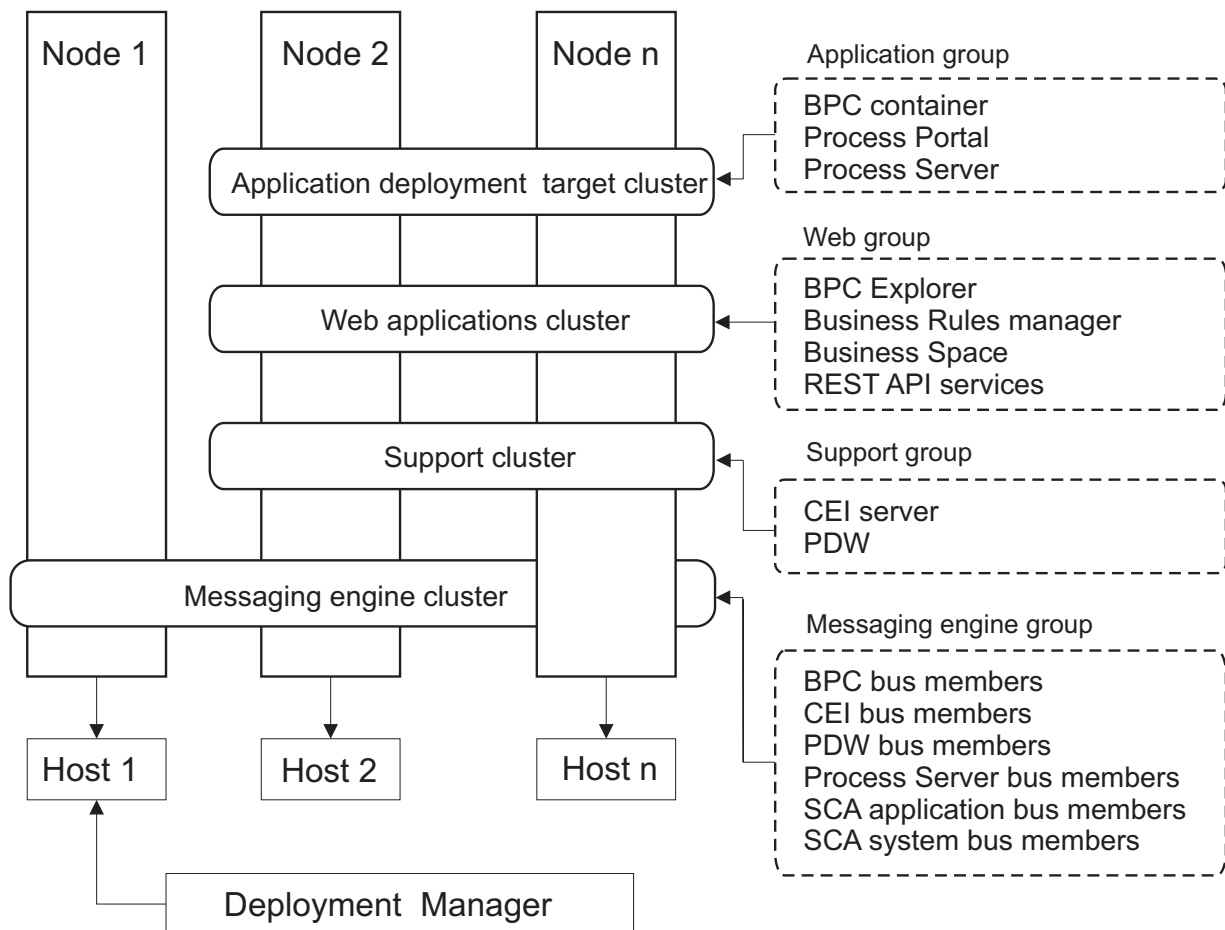 Node 1
Node 2
Node n
Application group
BPC container
Process Portal
Process Server
Application deployment target cluster
Web group
BPC Explorer
Business Rules manager
Business Space
REST API services
Web applications cluster
Support group
CEI server
PDW
Support cluster
Messaging engine group
BPC bus members
CEI bus members
PDW bus members
Process Server bus members
SCA application bus members
SCA system bus members
Messaging engine cluster
Host 1
Host 2
Host n
Deployment Manager